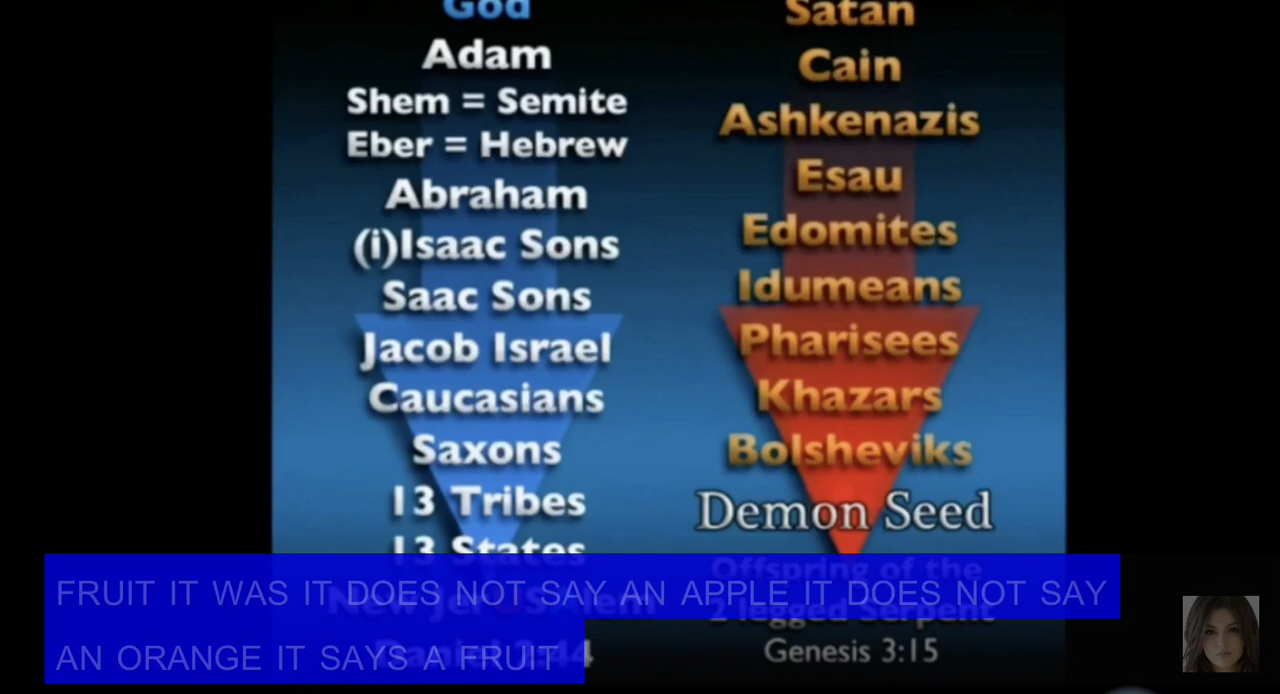 God
Adam
Shem = Semite
Eber = Hebrew
Abraham
(i)Isaac Sons
Saac Sons
Jacob Israel
Caucasians
Saxons
13 Tribes
13 States
Satan
Cain
Ashkenazis
Esau
Edomites
Idumeans
Pharisees
Khazars
Bolsheviks
Demon Seed
Offspring of the
2 legged Serpent
Genesis 3:15
FRUIT IT WAS IT DOES NOT SAY AN APPLE IT DOES NOT SAY
AN ORANGE IT SAYS A FRUIT